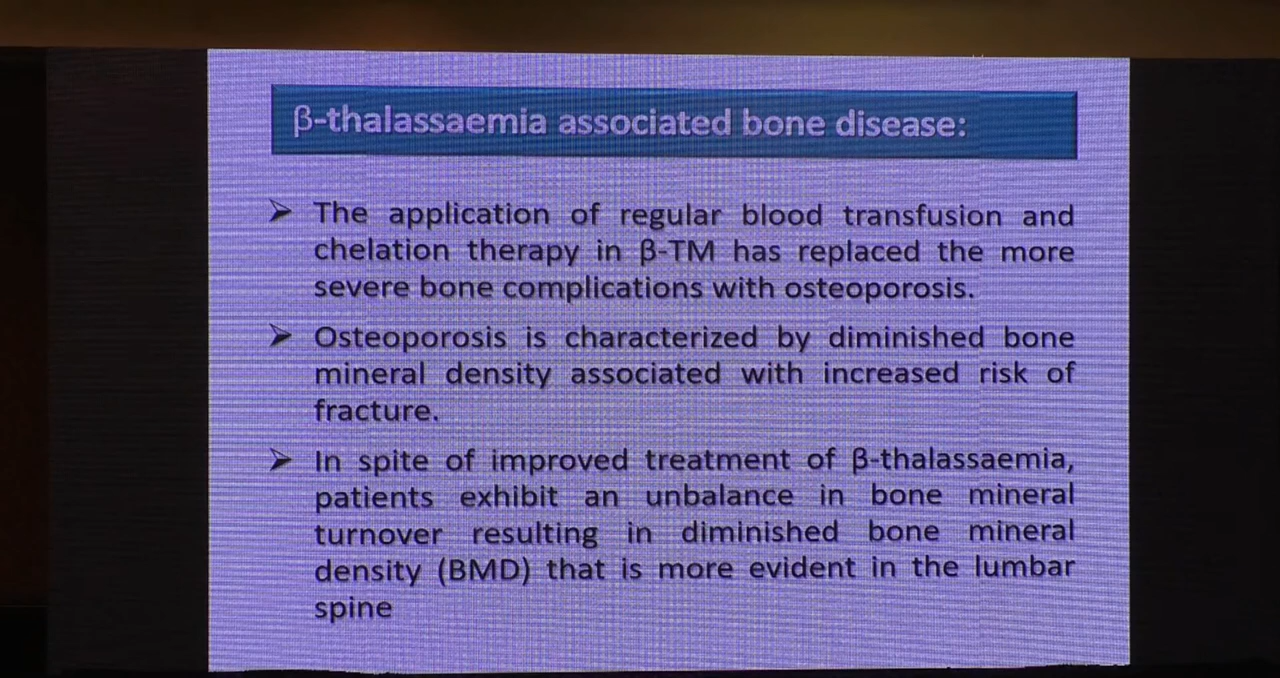 β-thalassaemia associated bone disease:
➢ The application of regular blood transfusion and
chelation therapy in β-TM has replaced the more
severe bone complications with osteoporosis.
➢ Osteoporosis is characterized by diminished bone
mineral density associated with increased risk of
fracture.
➢ In spite of improved treatment of β-thalassaemia,
patients exhibit an unbalance in bone mineral
turnover resulting in diminished bone mineral
density (BMD) that is more evident in the lumbar
spine